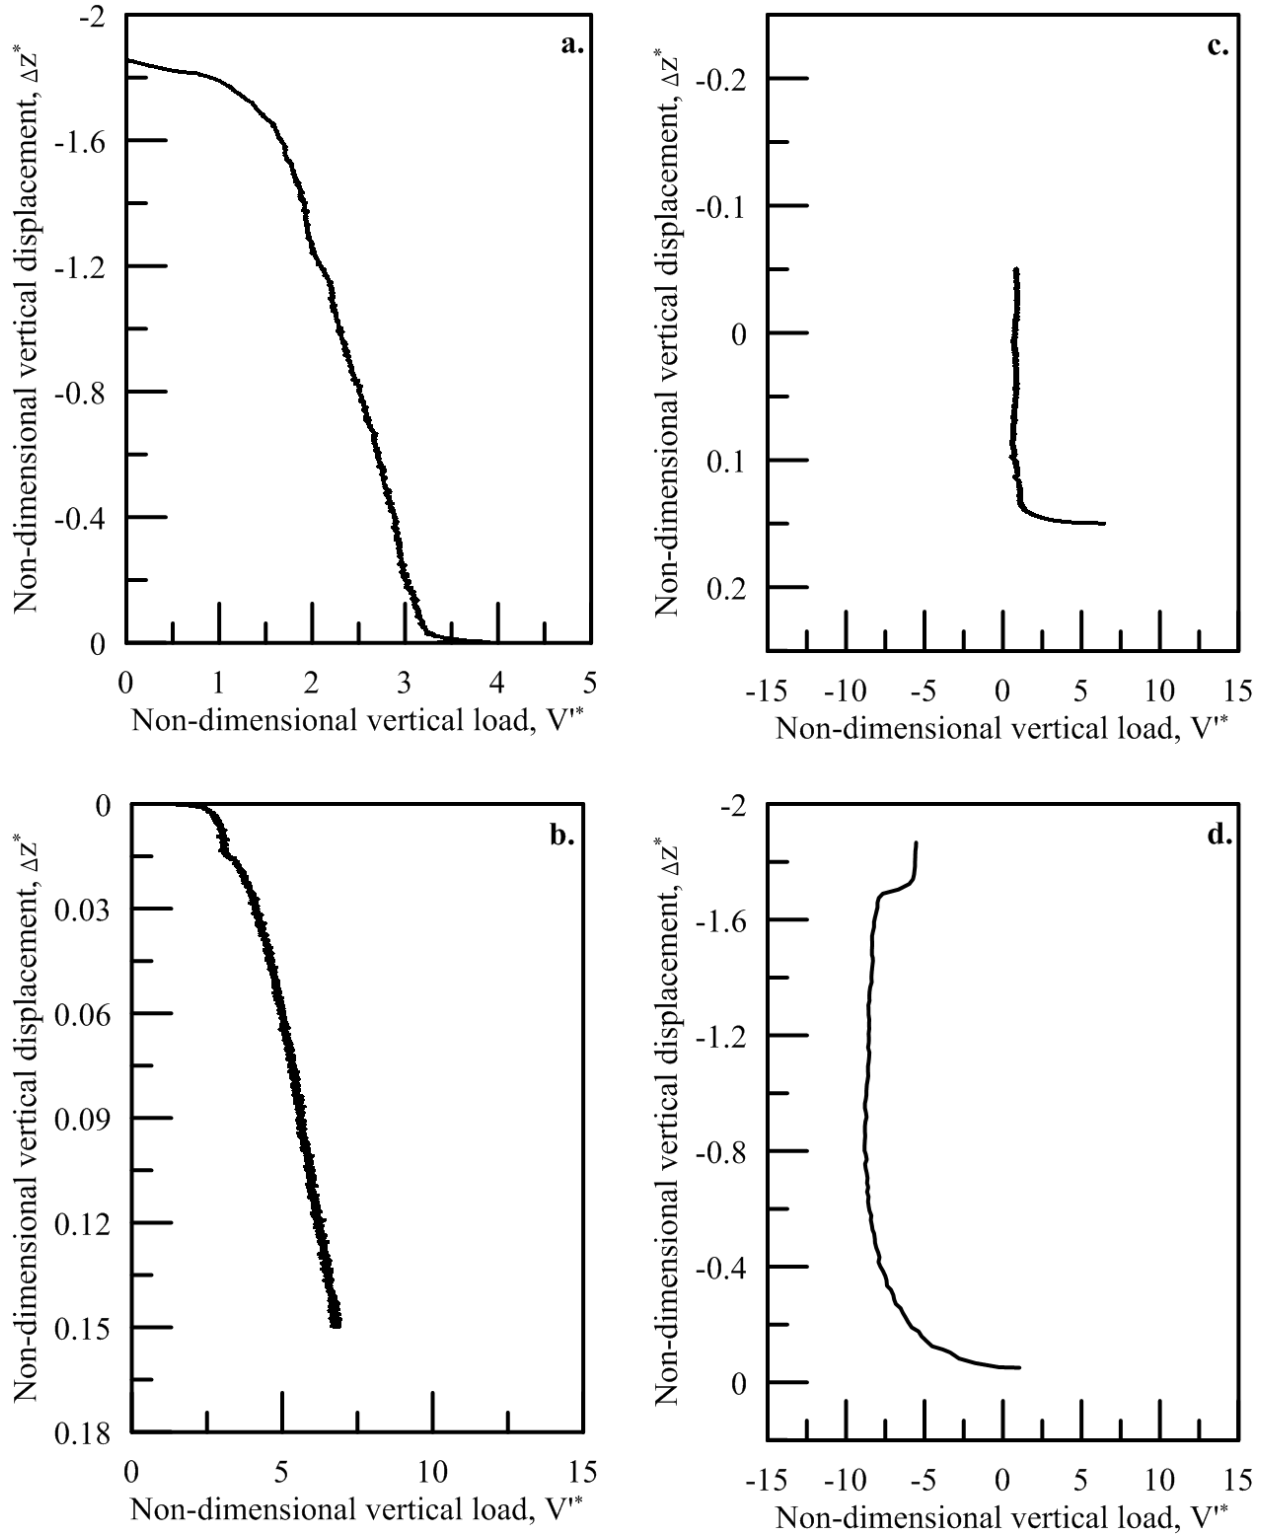 a.
Non-dimensional vertical displacement, Δz*
-2
-1.6
-1.2
-0.8
-0.4
0
0 1 2 3 4 5
Non-dimensional vertical load, V'*
c.
Non-dimensional vertical displacement, Δz*
-0.2
-0.1
0
0.1
0.2
-15 -10 -5 0 5 10 15
Non-dimensional vertical load, V'*
b.
Non-dimensional vertical displacement, Δz*
0
0.03
0.06
0.09
0.12
0.15
0.18
0 5 10 15
Non-dimensional vertical load, V'*
d.
Non-dimensional vertical displacement, Δz*
-2
-1.6
-1.2
-0.8
-0.4
0
-15 -10 -5 0 5 10 15
Non-dimensional vertical load, V'*